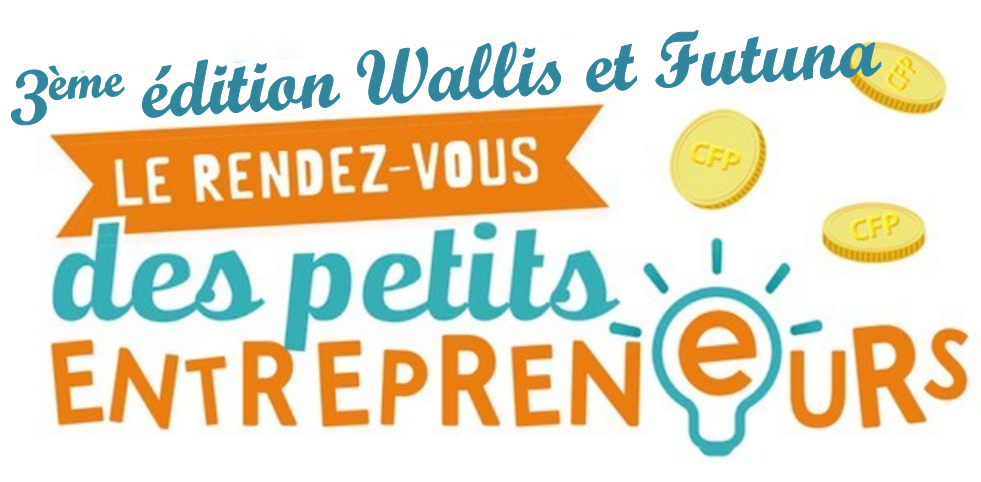 3ème édition Wallis et Futuna
CFP
LE RENDEZ-VOUS
CFP
CFP
des petits
ENTREPRENeURS